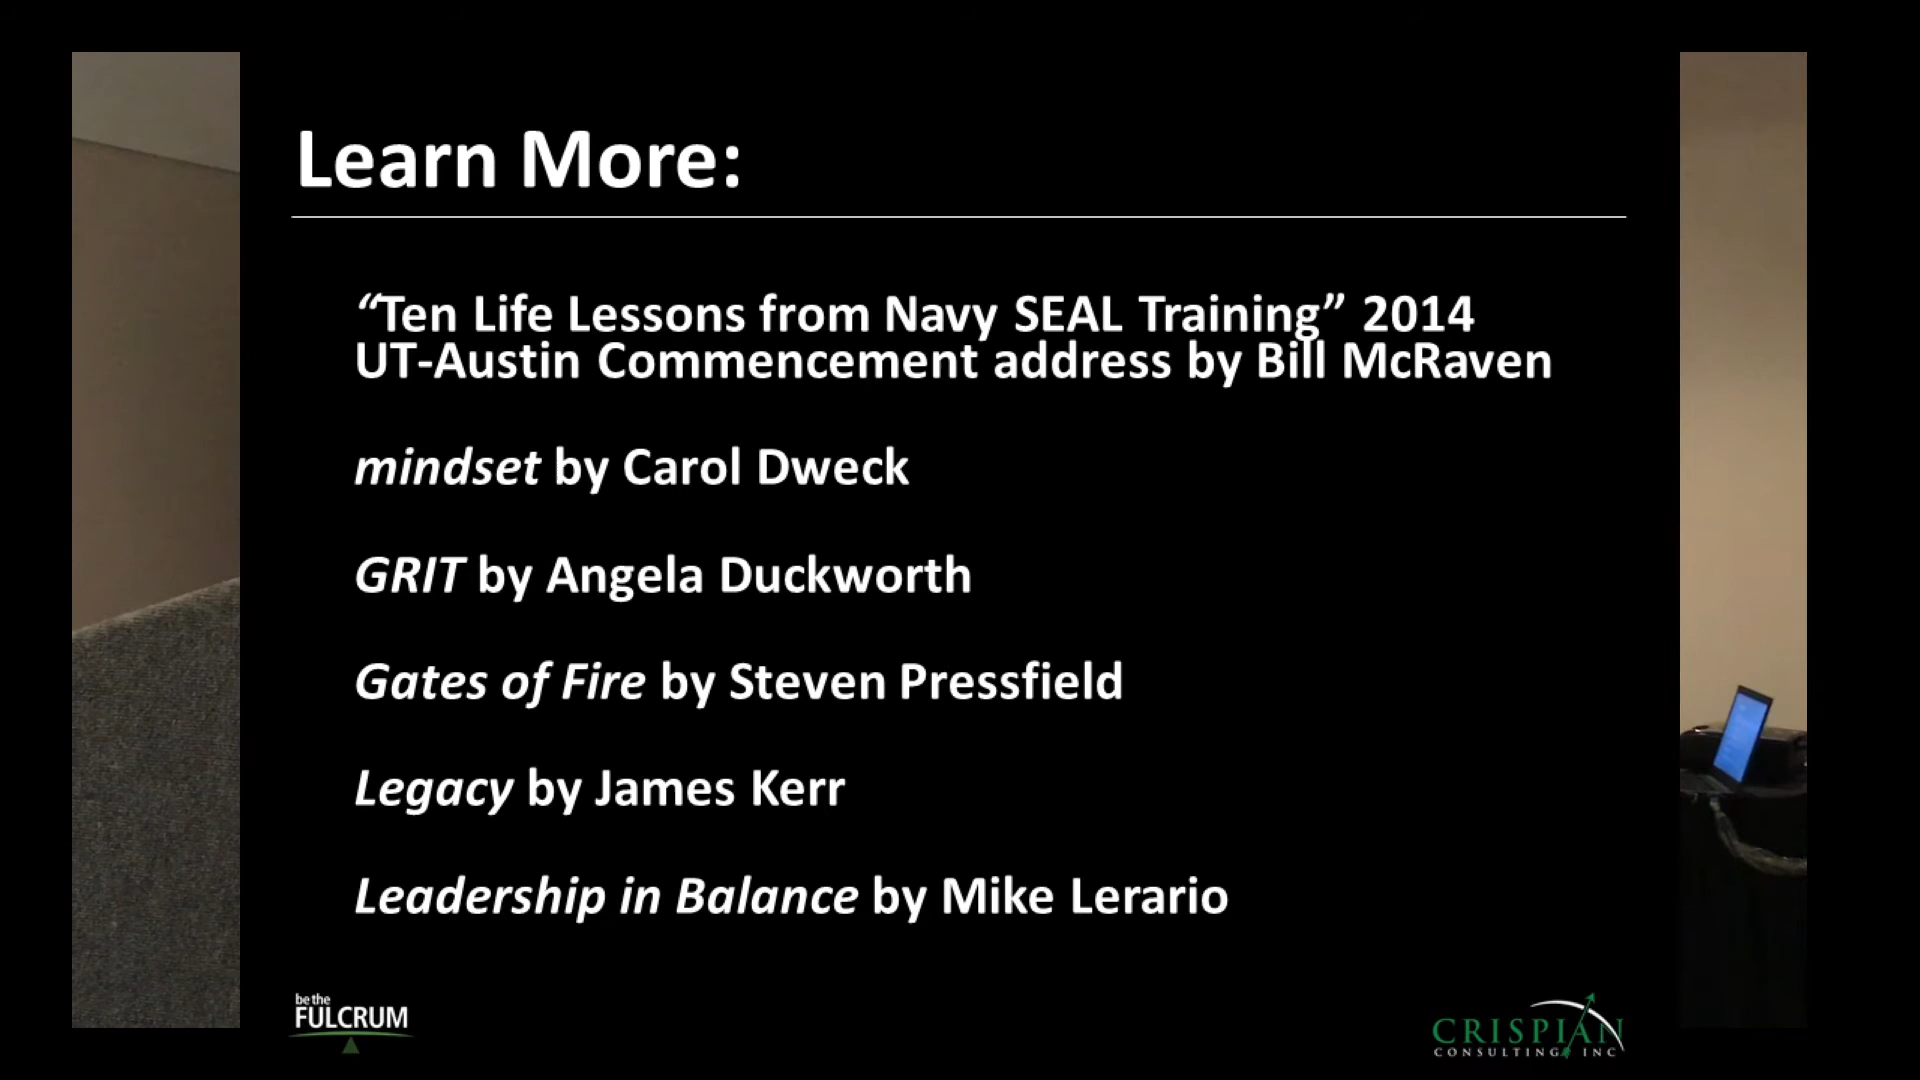 Learn More:
“Ten Life Lessons from Navy SEAL Training” 2014
UT-Austin Commencement address by Bill McRaven
mindset by Carol Dweck
GRIT by Angela Duckworth
Gates of Fire by Steven Pressfield
Legacy by James Kerr
Leadership in Balance by Mike Lerario
be the
FULCRUM
CRISPIAN
CONSULTING INC